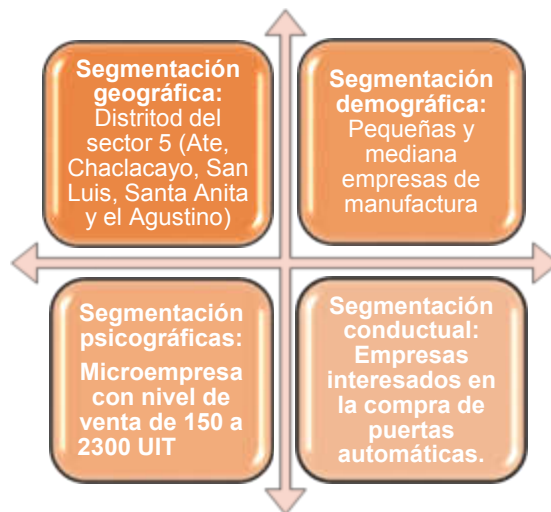 Segmentación
geográfica:
Distritod del
sector 5 (Ate,
Chaclacayo, San
Luis, Santa Anita
y el Agustino)
Segmentación
demográfica:
Pequeñas y
mediana
empresas de
manufactura
Segmentación
psicográficas:
Microempresa
con nivel de
venta de 150 a
2300 UIT
Segmentación
conductual:
Empresas
interesados en
la compra de
puertas
automáticas.